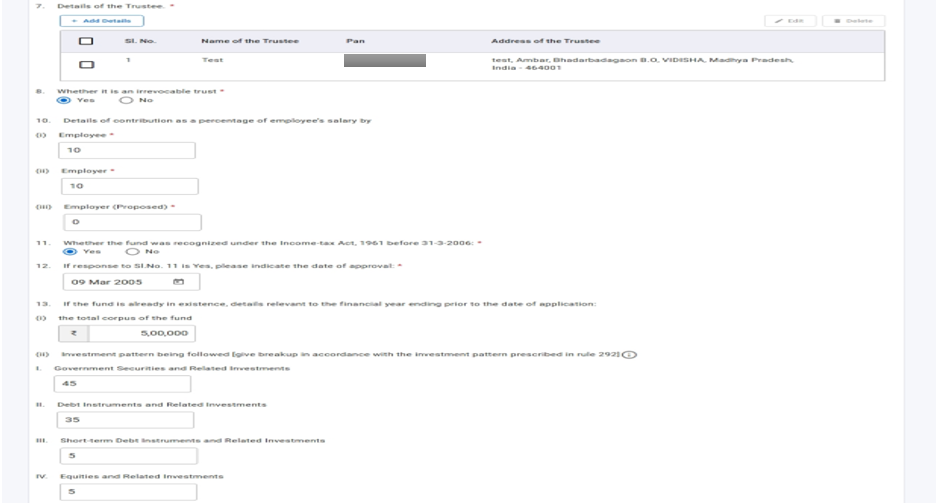 7. Details of the Trustee. *
+ Add Details
Edit
Delete
Sl. No. Name of the Trustee Pan Address of the Trustee
1 Test test, Ambar, Bhadarbadagaon B.O, VIDISHA, Madhya Pradesh,
India - 464001
8. Whether it is an irrevocable trust *
Yes No
10. Details of contribution as a percentage of employee's salary by
(i) Employee *
10
(ii) Employer *
10
(iii) Employer (Proposed) *
0
11. Whether the fund was recognized under the Income-tax Act, 1961 before 31-3-2006: *
Yes No
12. If response to Sl.No. 11 is Yes, please indicate the date of approval: *
09 Mar 2005
13. If the fund is already in existence, details relevant to the financial year ending prior to the date of application:
(i) the total corpus of the fund
₹ 5,00,000
(ii) Investment pattern being followed [give breakup in accordance with the investment pattern prescribed in rule 292]
I. Government Securities and Related Investments
45
II. Debt Instruments and Related Investments
35
III. Short-term Debt Instruments and Related Investments
5
IV. Equities and Related Investments
5